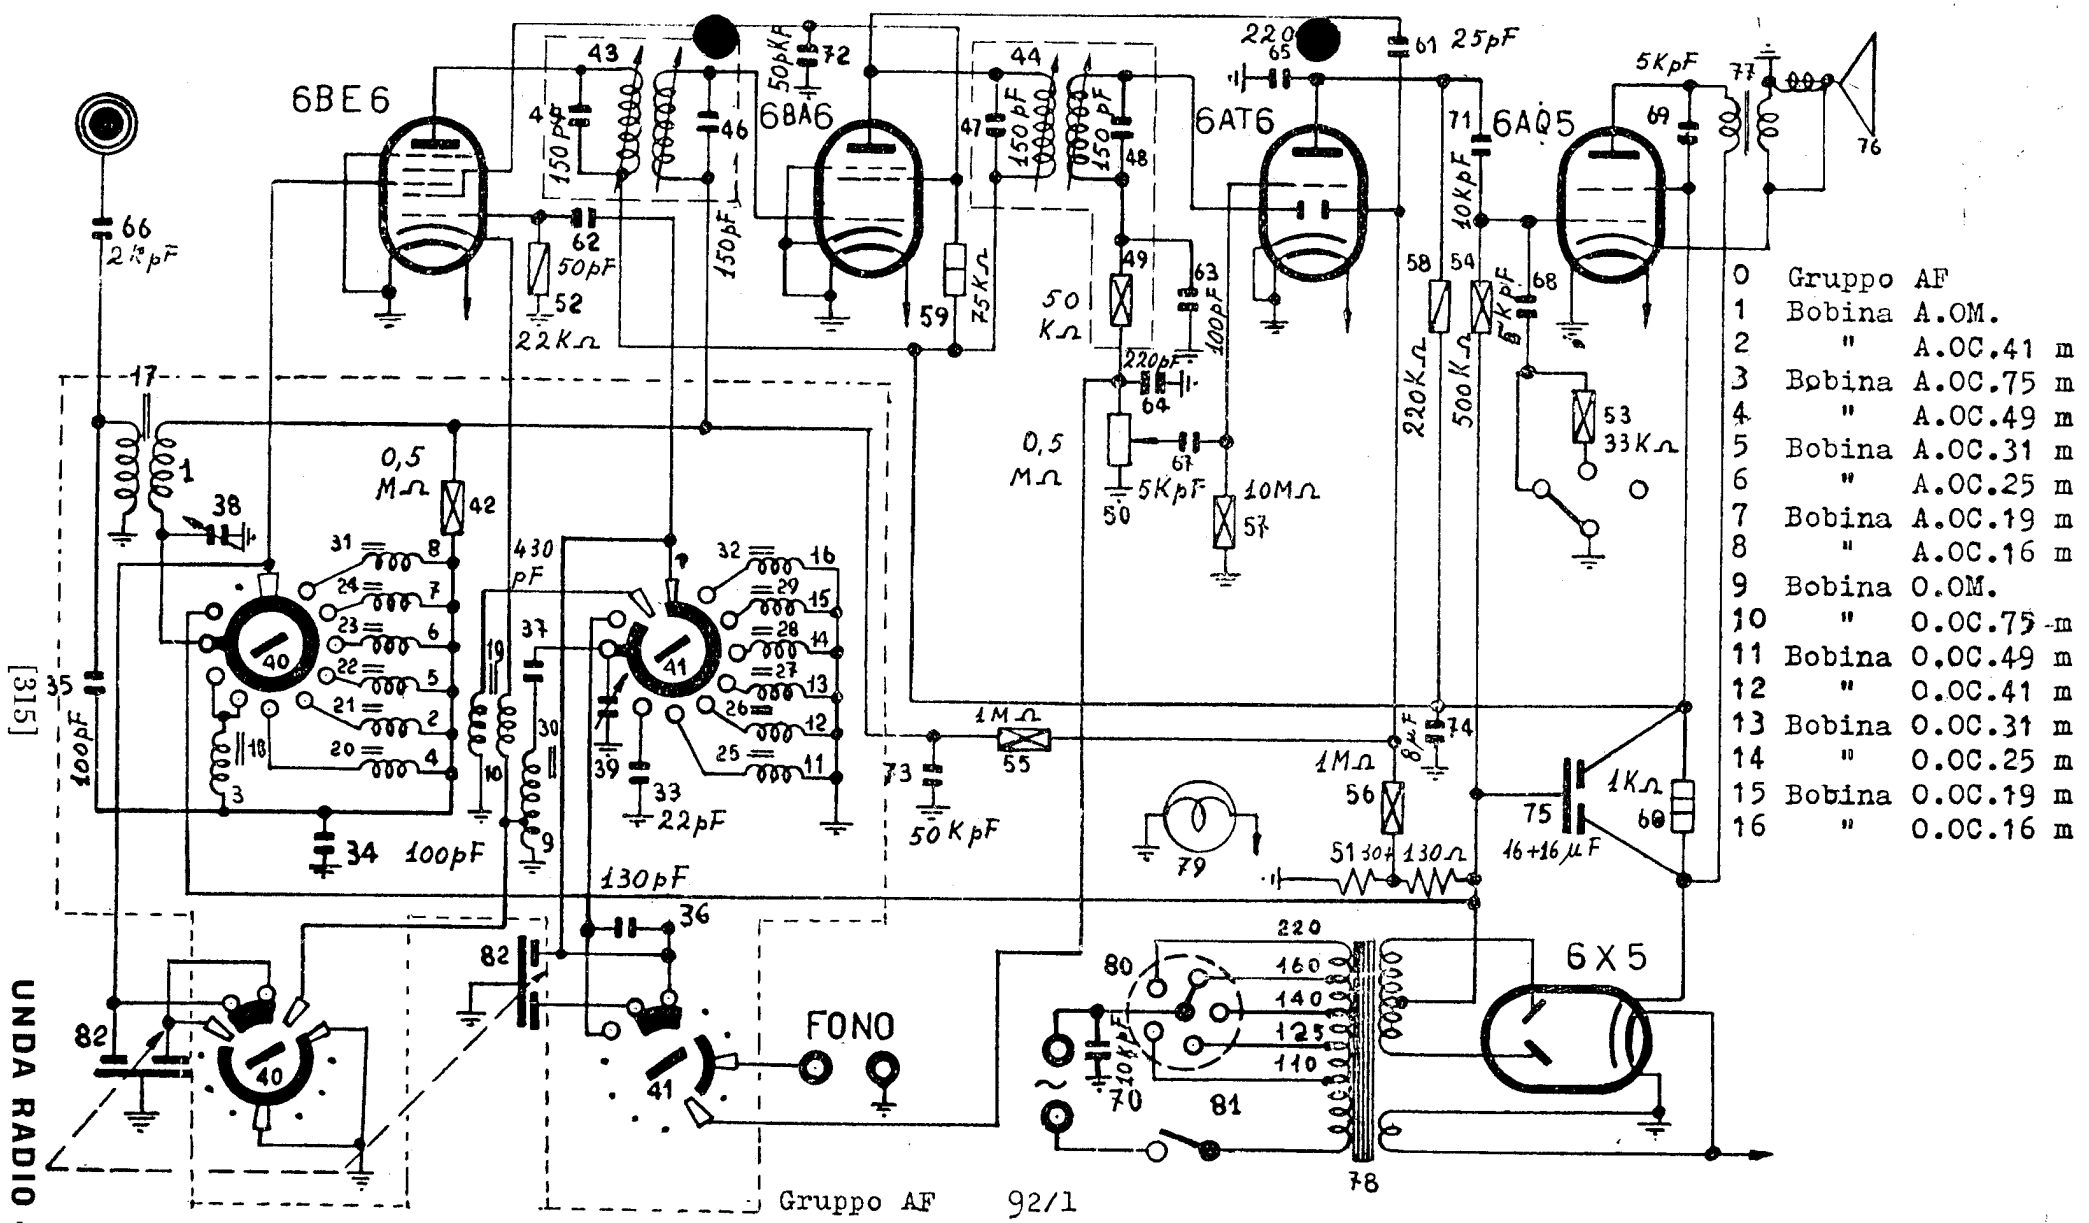 43
72
50pKF
44
220
65
61 25pF
5KpF
77
6BE6
150pF
46
6BA6
47
150pF
150pF
48
6AT6
71
6AQ5
69
76
66
2KpF
10KpF
62
50pF
52
22KΩ
150pF
59
75KΩ
49
50
KΩ
63
100pF
58
54
68
5KpF
220KΩ
500KΩ
220pF
64
53
33KΩ
17
1
38
0,5
MΩ
42
0,5
MΩ
50
67
5KpF
10MΩ
57
31 8
24 7
23 6
22 5
21 2
20 4
40
18
3
35
100pF
34
430
pF
37
19
10
30
9
100pF
32 16
29 15
28 14
27 13
26 12
25 11
41
39
33
22pF
73
50KpF
1MΩ
55
1MΩ
56
8µF
74
75
16+16µF
1KΩ
60
79
51 30+ 130Ω
130pF
36
82
82
40
41
FONO
80
220
160
140
125
110
10KpF
70
81
78
6X5
0 Gruppo AF
1 Bobina A.OM.
2 " A.OC.41 m
3 Bobina A.OC.75 m
4 " A.OC.49 m
5 Bobina A.OC.31 m
6 " A.OC.25 m
7 Bobina A.OC.19 m
8 " A.OC.16 m
9 Bobina O.OM.
10 " O.OC.75 m
11 Bobina O.OC.49 m
12 " O.OC.41 m
13 Bobina O.OC.31 m
14 " O.OC.25 m
15 Bobina O.OC.19 m
16 " O.OC.16 m
[315]
UNDA RADIO
Gruppo AF 92/1